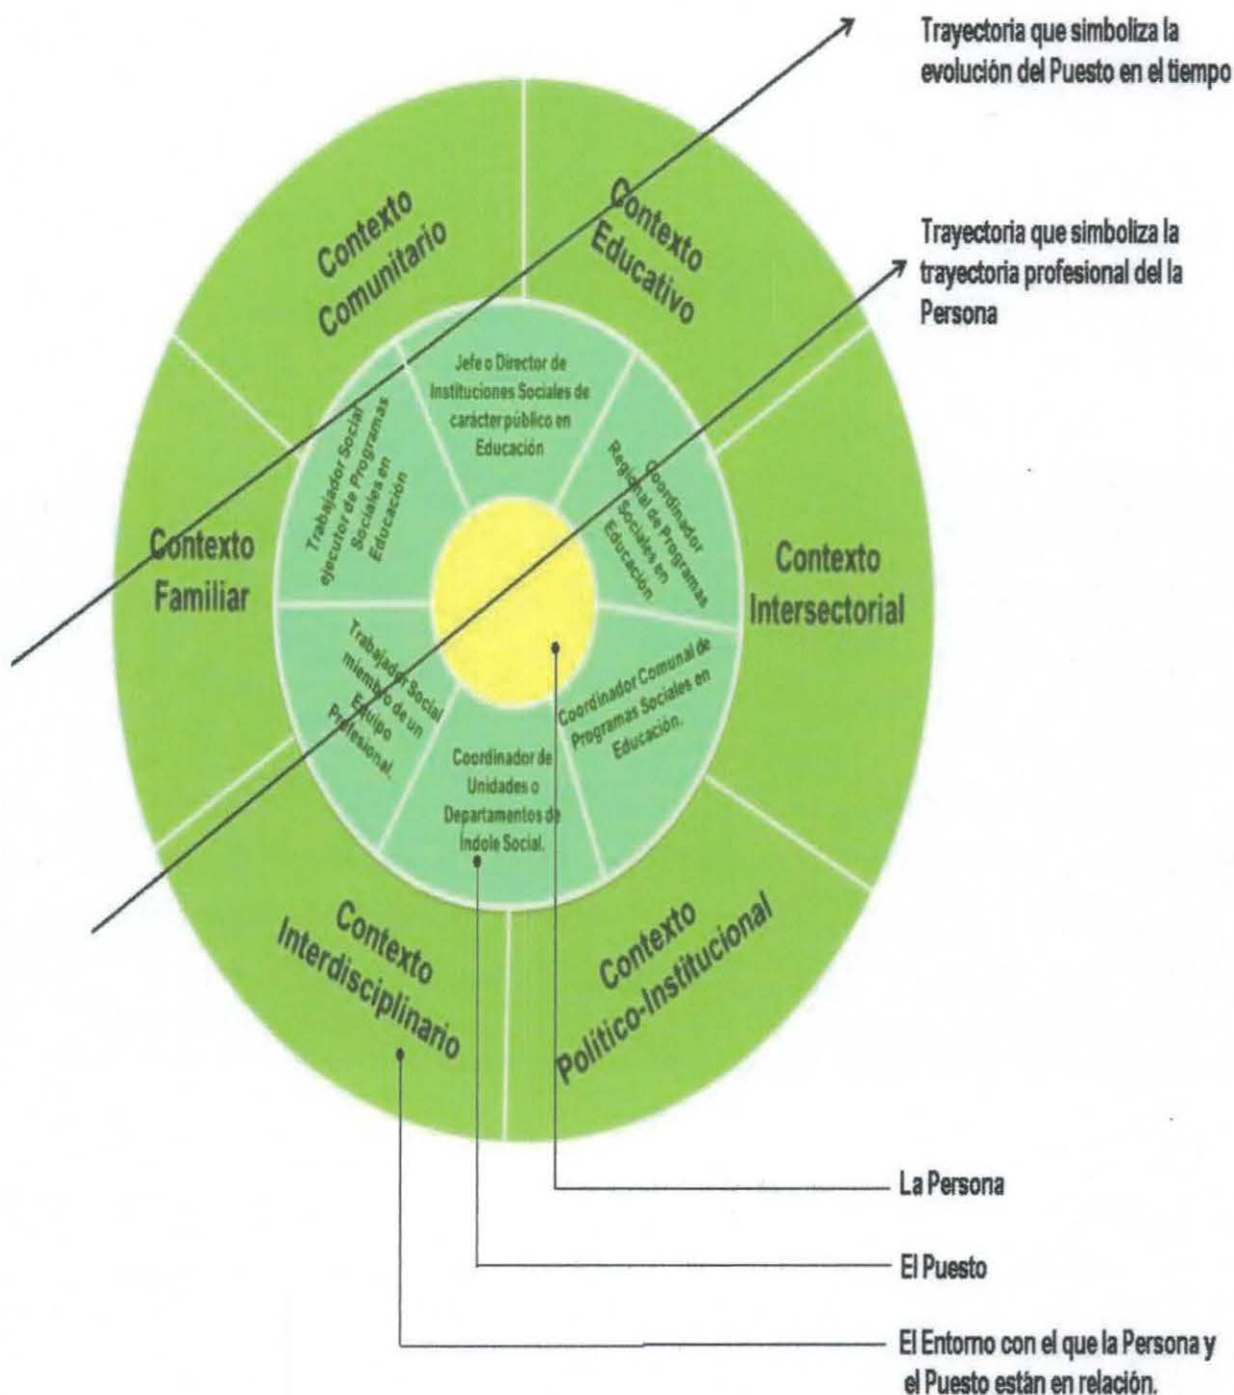 Trayectoria que simboliza la
evolución del Puesto en el tiempo
Trayectoria que simboliza la
trayectoria profesional del la
Persona
Contexto
Comunitario
Contexto
Educativo
Contexto
Familiar
Contexto
Intersectorial
Contexto
Interdisciplinario
Contexto
Político-Institucional
Jefe o Director de
Instituciones Sociales de
carácter público en
Educación
Trabajador Social
ejecutor de Programas
Sociales en
Educación
Coordinador
Regional de Programas
Sociales en
Educación.
Trabajador Social
miembro de un
Equipo
Profesional.
Coordinador Comunal de
Programas Sociales en
Educación.
Coordinador de
Unidades o
Departamentos de
Índole Social.
La Persona
El Puesto
El Entorno con el que la Persona y
el Puesto están en relación.